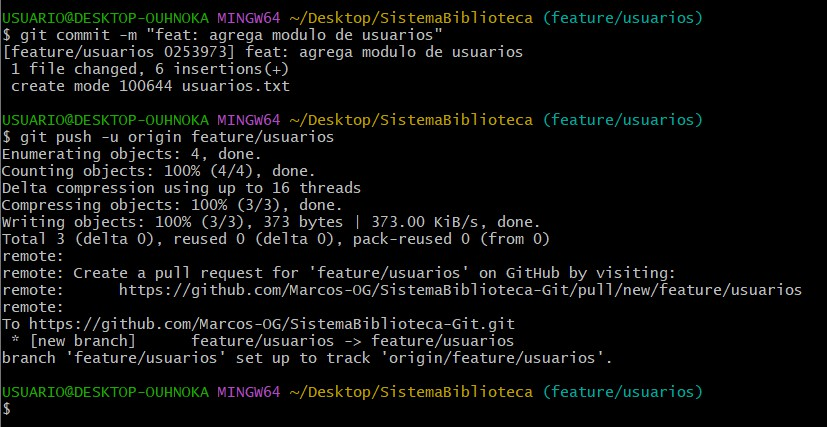 USUARIO@DESKTOP-OUHNOKA MINGW64 ~/Desktop/SistemaBiblioteca (feature/usuarios)
$ git commit -m "feat: agrega modulo de usuarios"
[feature/usuarios 0253973] feat: agrega modulo de usuarios
 1 file changed, 6 insertions(+)
 create mode 100644 usuarios.txt

USUARIO@DESKTOP-OUHNOKA MINGW64 ~/Desktop/SistemaBiblioteca (feature/usuarios)
$ git push -u origin feature/usuarios
Enumerating objects: 4, done.
Counting objects: 100% (4/4), done.
Delta compression using up to 16 threads
Compressing objects: 100% (3/3), done.
Writing objects: 100% (3/3), 373 bytes | 373.00 KiB/s, done.
Total 3 (delta 0), reused 0 (delta 0), pack-reused 0 (from 0)
remote:
remote: Create a pull request for 'feature/usuarios' on GitHub by visiting:
remote:      https://github.com/Marcos-OG/SistemaBiblioteca-Git/pull/new/feature/usuarios
remote:
To https://github.com/Marcos-OG/SistemaBiblioteca-Git.git
 * [new branch]      feature/usuarios -> feature/usuarios
branch 'feature/usuarios' set up to track 'origin/feature/usuarios'.

USUARIO@DESKTOP-OUHNOKA MINGW64 ~/Desktop/SistemaBiblioteca (feature/usuarios)
$